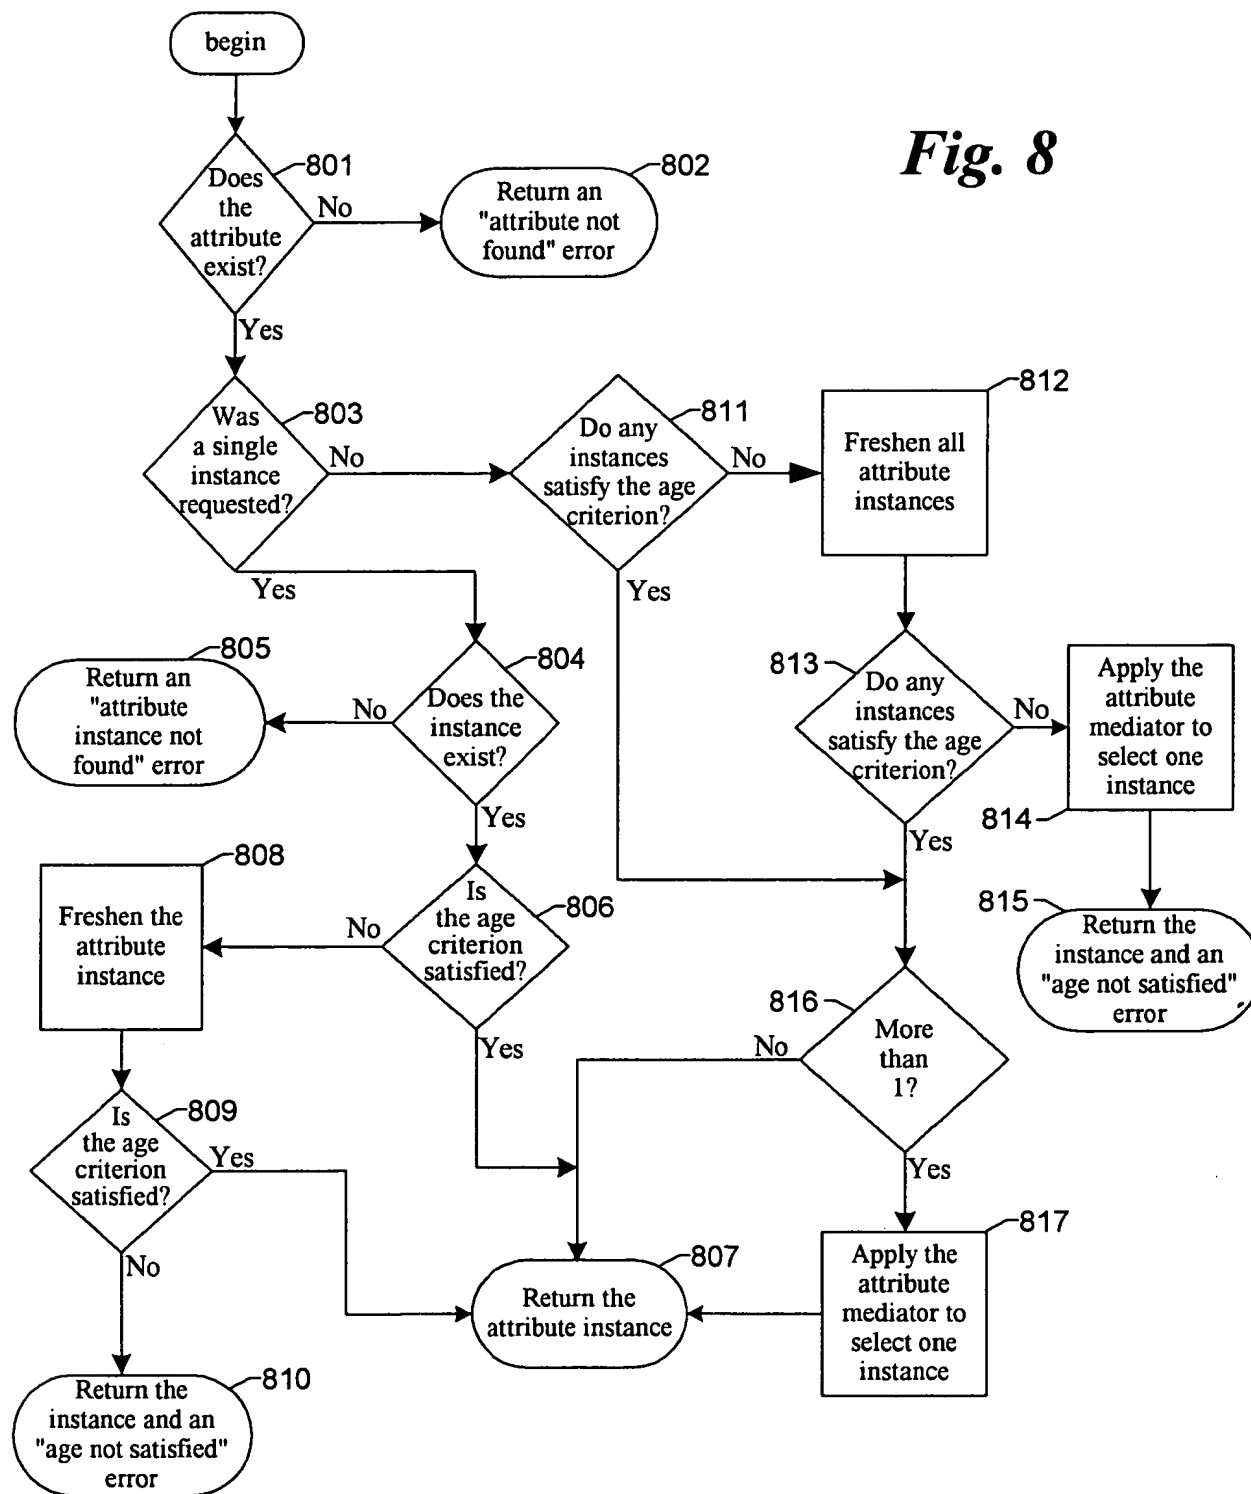 begin
Fig. 8
801
Does
the
attribute
exist?
No
802
Return an
"attribute not
found" error
Yes
803
Was
a single
instance
requested?
No
811
Do any
instances
satisfy the age
criterion?
No
812
Freshen all
attribute
instances
Yes
Yes
805
Return an
"attribute
instance not
found" error
No
804
Does the
instance
exist?
813
Do any
instances
satisfy the age
criterion?
No
Apply the
attribute
mediator to
select one
instance
814
Yes
Yes
808
Freshen the
attribute
instance
No
Is
the age
criterion
satisfied?
806
815
Return the
instance and an
"age not satisfied"
error
816
More
than
1?
No
Yes
809
Is
the age
criterion
satisfied?
Yes
Yes
No
807
Return the
attribute instance
817
Apply the
attribute
mediator to
select one
instance
810
Return the
instance and an
"age not satisfied"
error